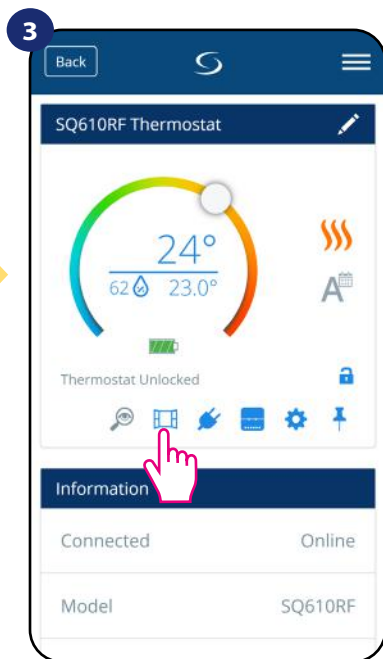 3
Back
SQ610RF Thermostat
24°
62 23.0°
A
Thermostat Unlocked
Information
Connected Online
Model SQ610RF